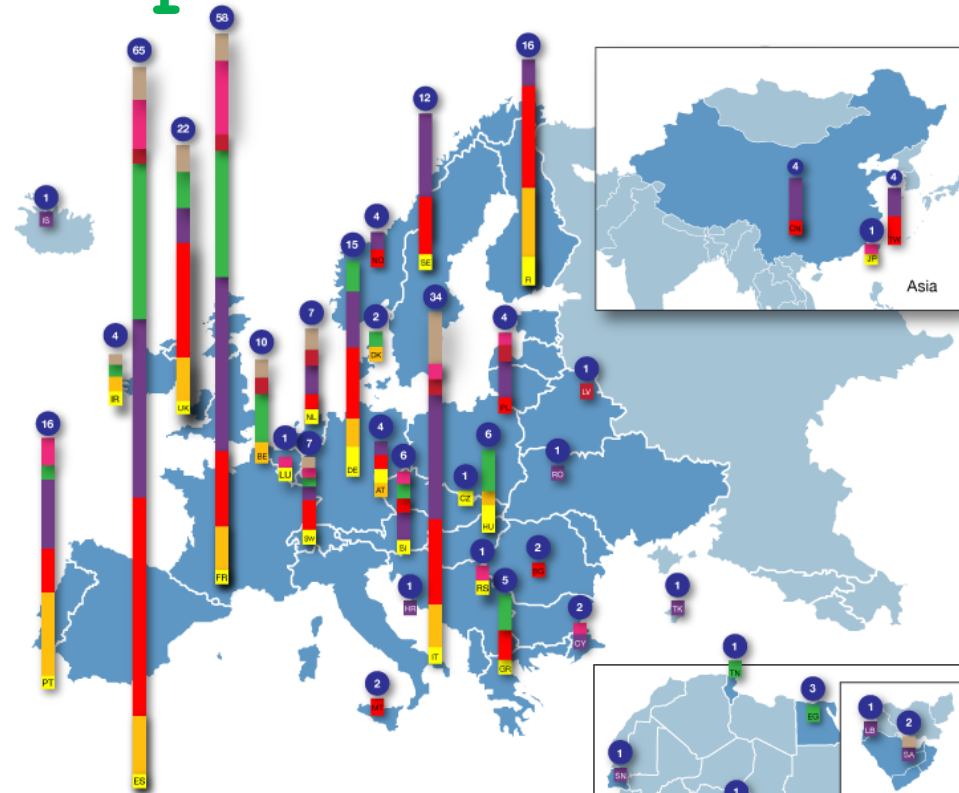 58
65
16
12
22
4
4
1
IS
CN
1
JP
SW
Asia
4
NO
15
SE
FI
34
7
2
DK
4
10
4
IR
UK
NL
PL
1
LV
16
BE
1
LU
7
DE
4
AT
6
6
1
CZ
HU
1
RO
SW
SI
FR
1
HR
1
RS
5
2
BG
1
TK
2
CY
PT
IT
GR
2
MT
1
TN
3
EG
1
LB
2
SA
1
SN
1
ES